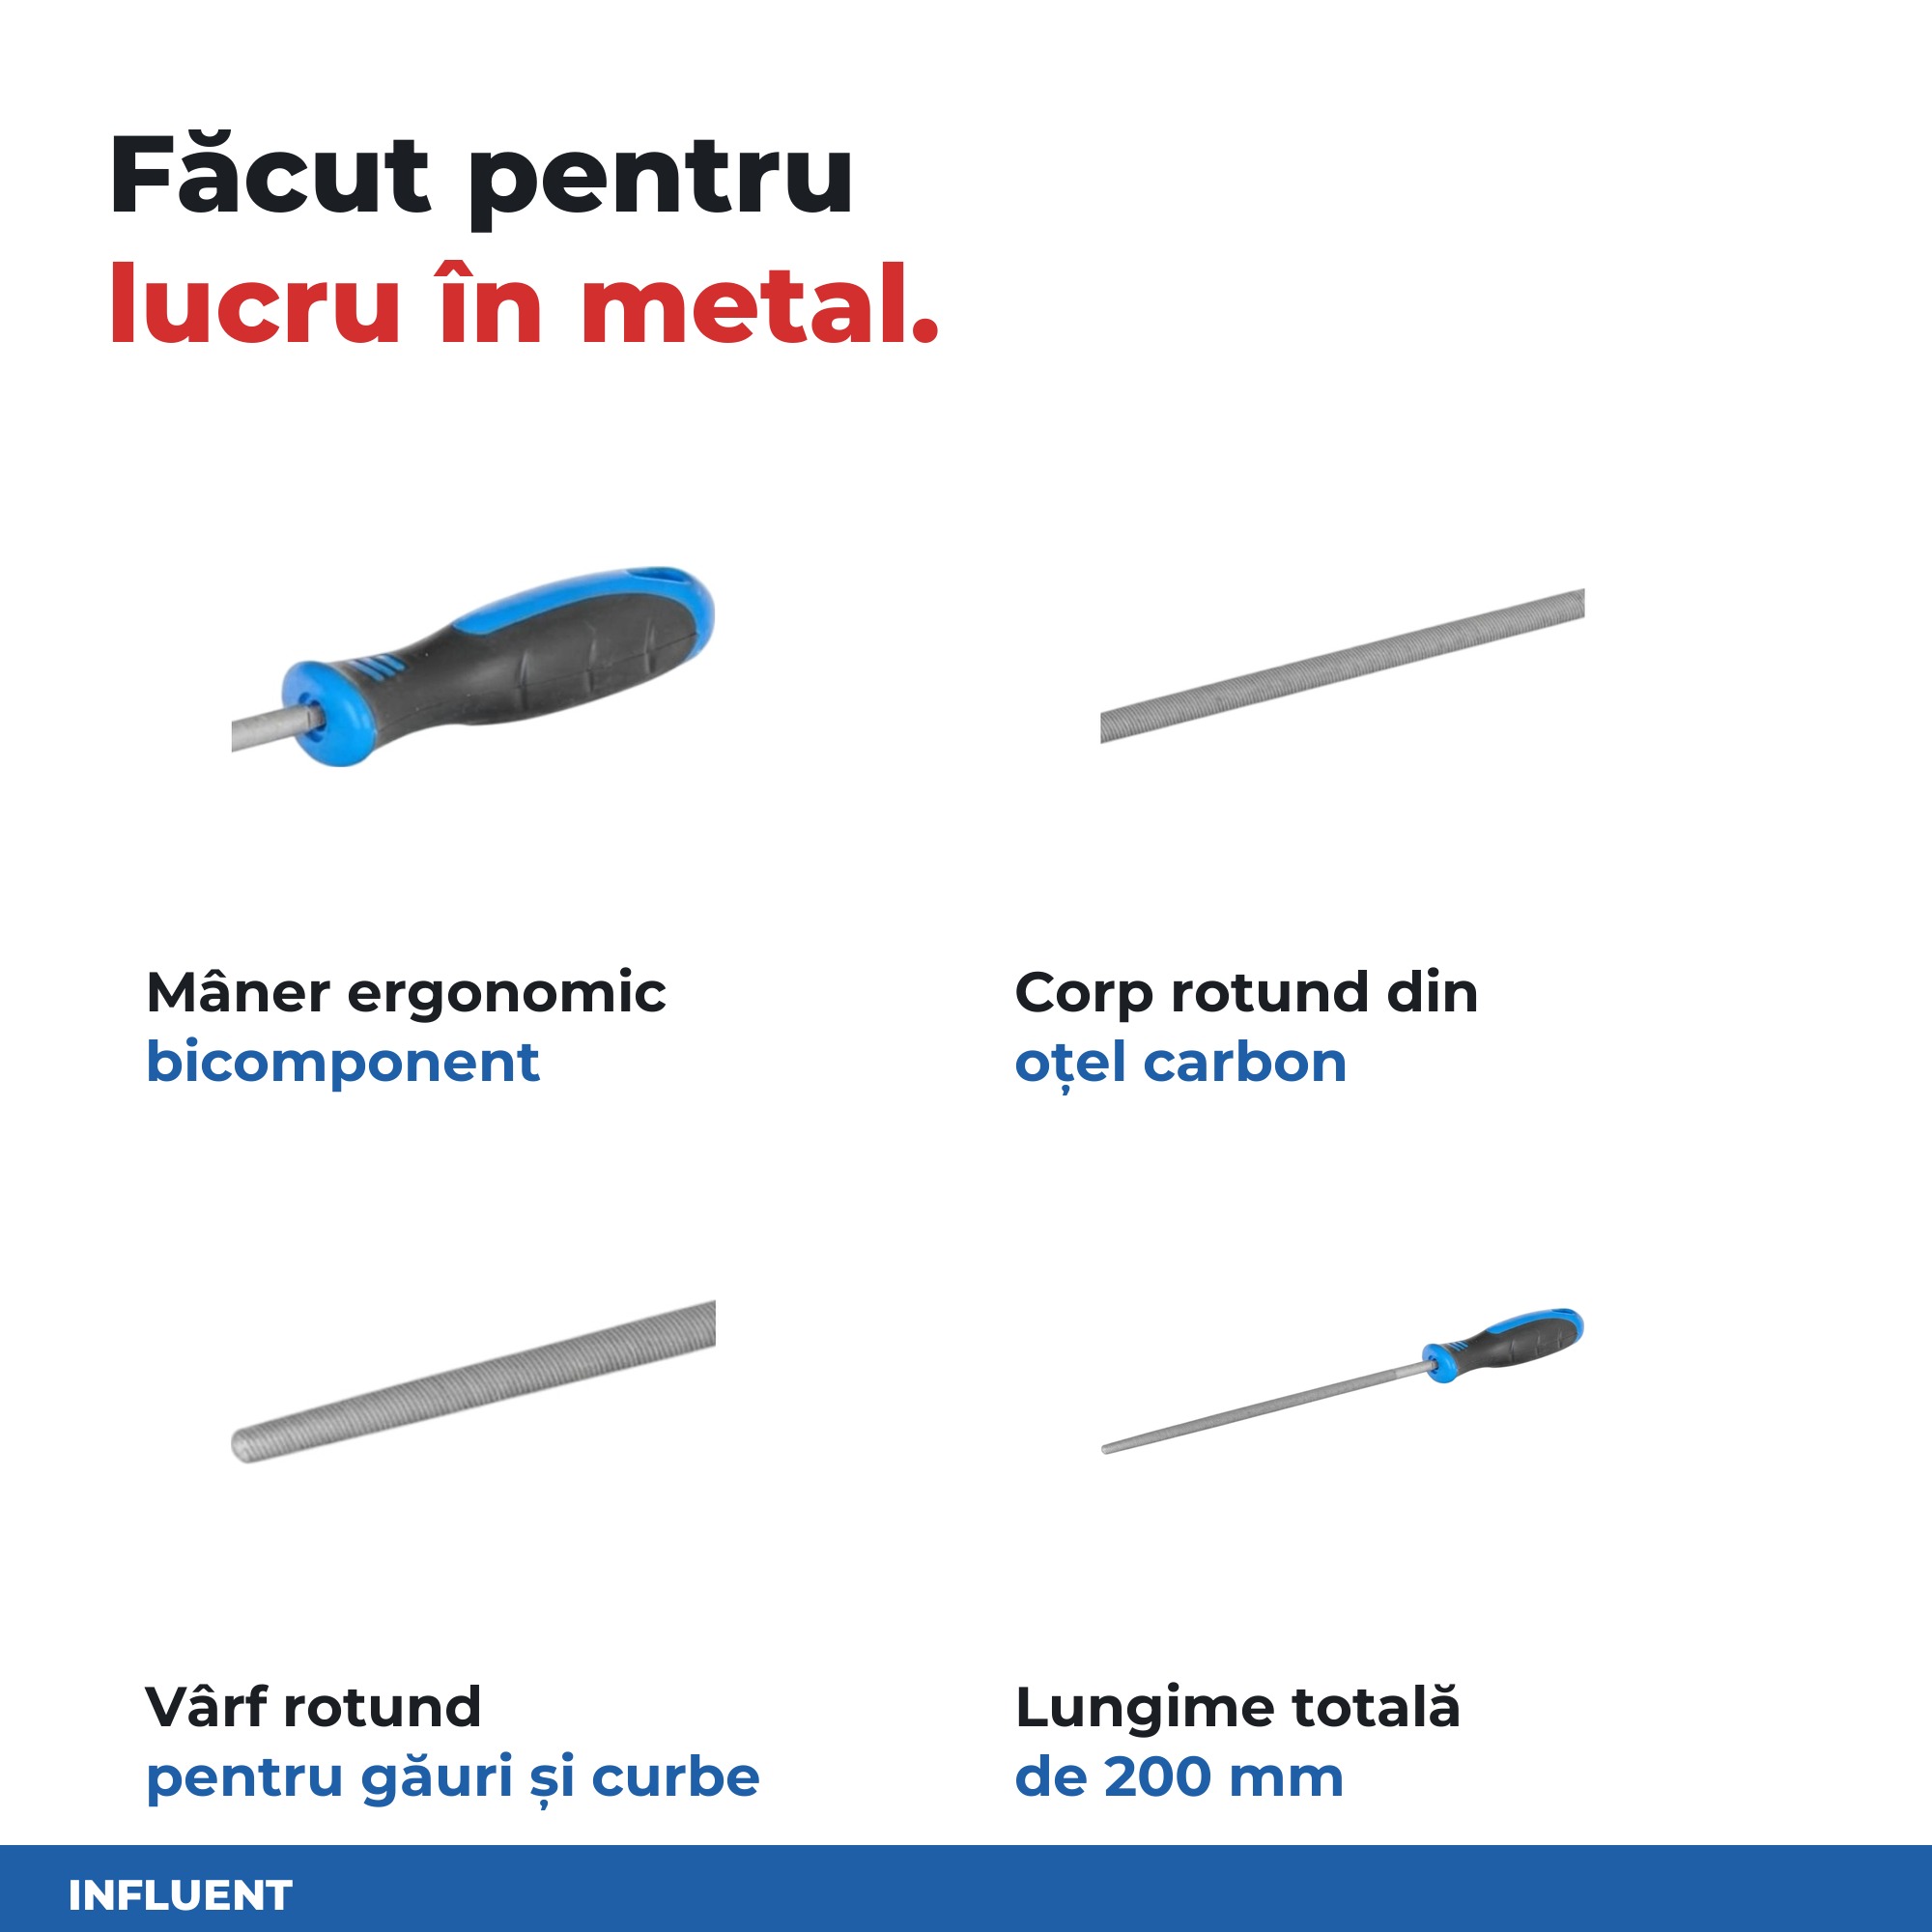 Făcut pentru
lucru în metal.
Mâner ergonomic
bicomponent
Corp rotund din
oțel carbon
Vârf rotund
pentru găuri și curbe
Lungime totală
de 200 mm
INFLUENT